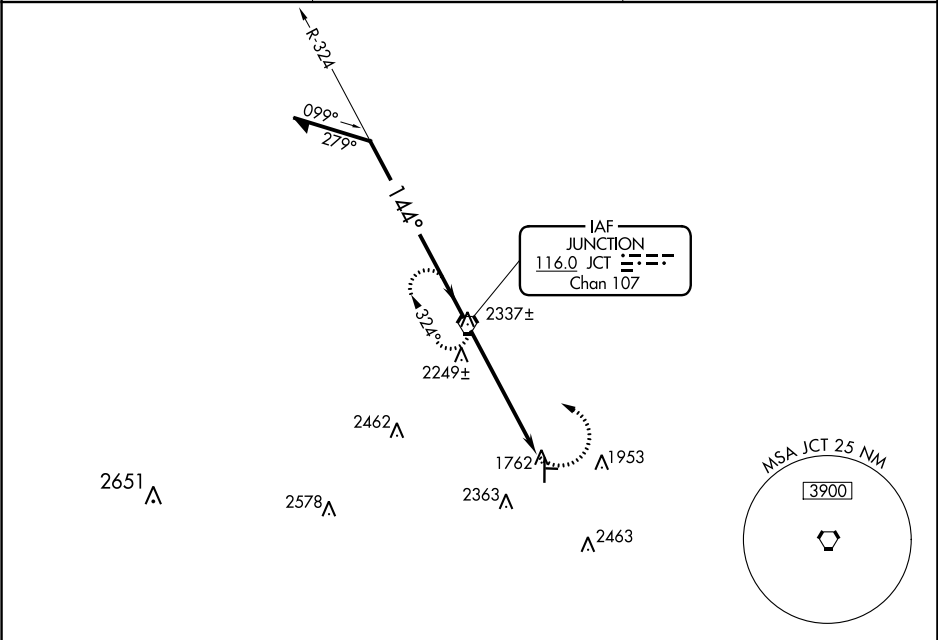 R-324
099°
279°
144°
IAF
JUNCTION
116.0 JCT
Chan 107
2337±
324°
2249±
2462
1762
1953
2651
2578
2363
2463
MSA JCT 25 NM
3900